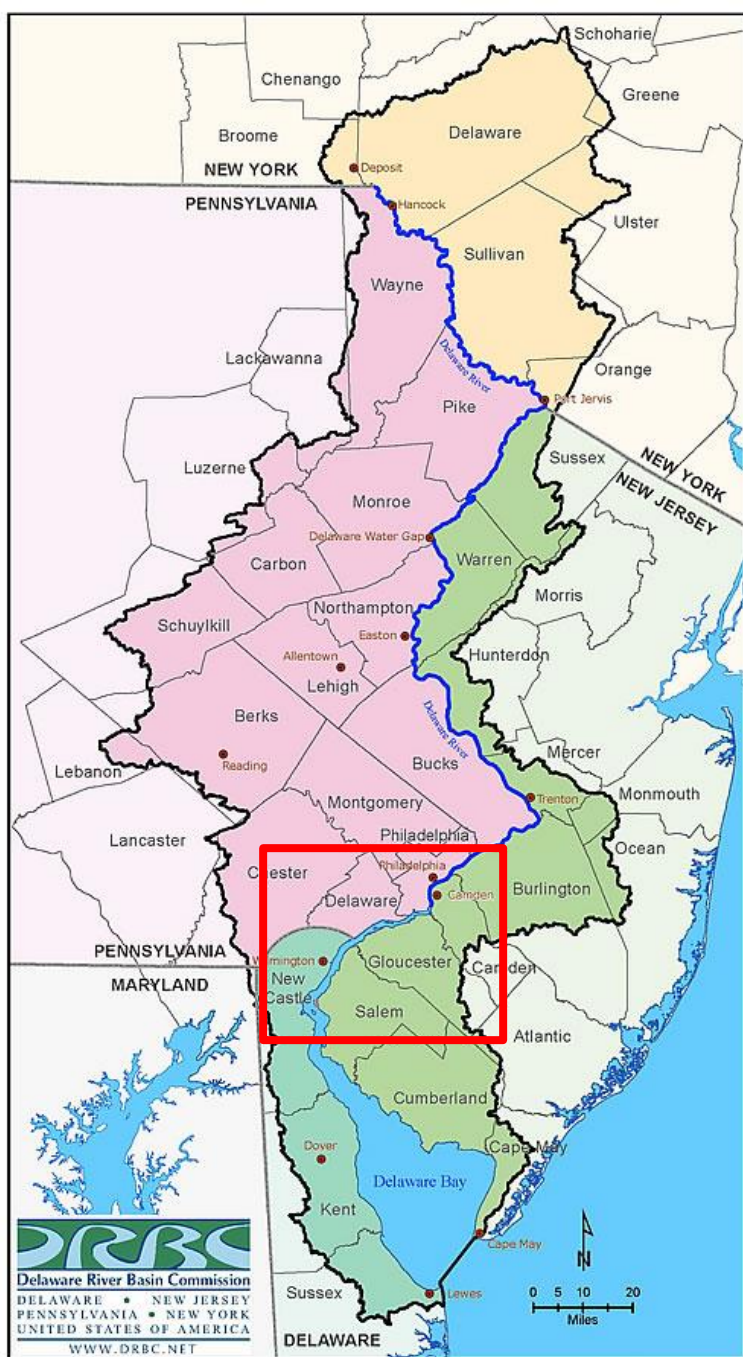 Schoharie
Chenango
Greene
Delaware
Broome
Deposit
NEW YORK
PENNSYLVANIA
Hancock
Ulster
Sullivan
Wayne
Delaware River
Lackawanna
Orange
Port Jervis
Pike
Luzerne
Sussex
NEW YORK
NEW JERSEY
Monroe
Delaware Water Gap
Warren
Carbon
Morris
Northampton
Schuylkill
Easton
Hunterdon
Allentown
Lehigh
Berks
Delaware River
Mercer
Reading
Bucks
Lebanon
Trenton
Monmouth
Montgomery
Lancaster
Philadelphia
Ocean
Chester
Philadelphia
Burlington
Delaware
Camden
PENNSYLVANIA
Wilmington
Gloucester
Camden
MARYLAND
New
Castle
Salem
Atlantic
Cumberland
Cape May
Dover
Delaware Bay
Kent
Cape May
N
DRBC
Delaware River Basin Commission
DELAWARE • NEW JERSEY
PENNSYLVANIA • NEW YORK
UNITED STATES OF AMERICA
WWW.DRBC.NET
Sussex
Lewes
DELAWARE
0 5 10 20
Miles